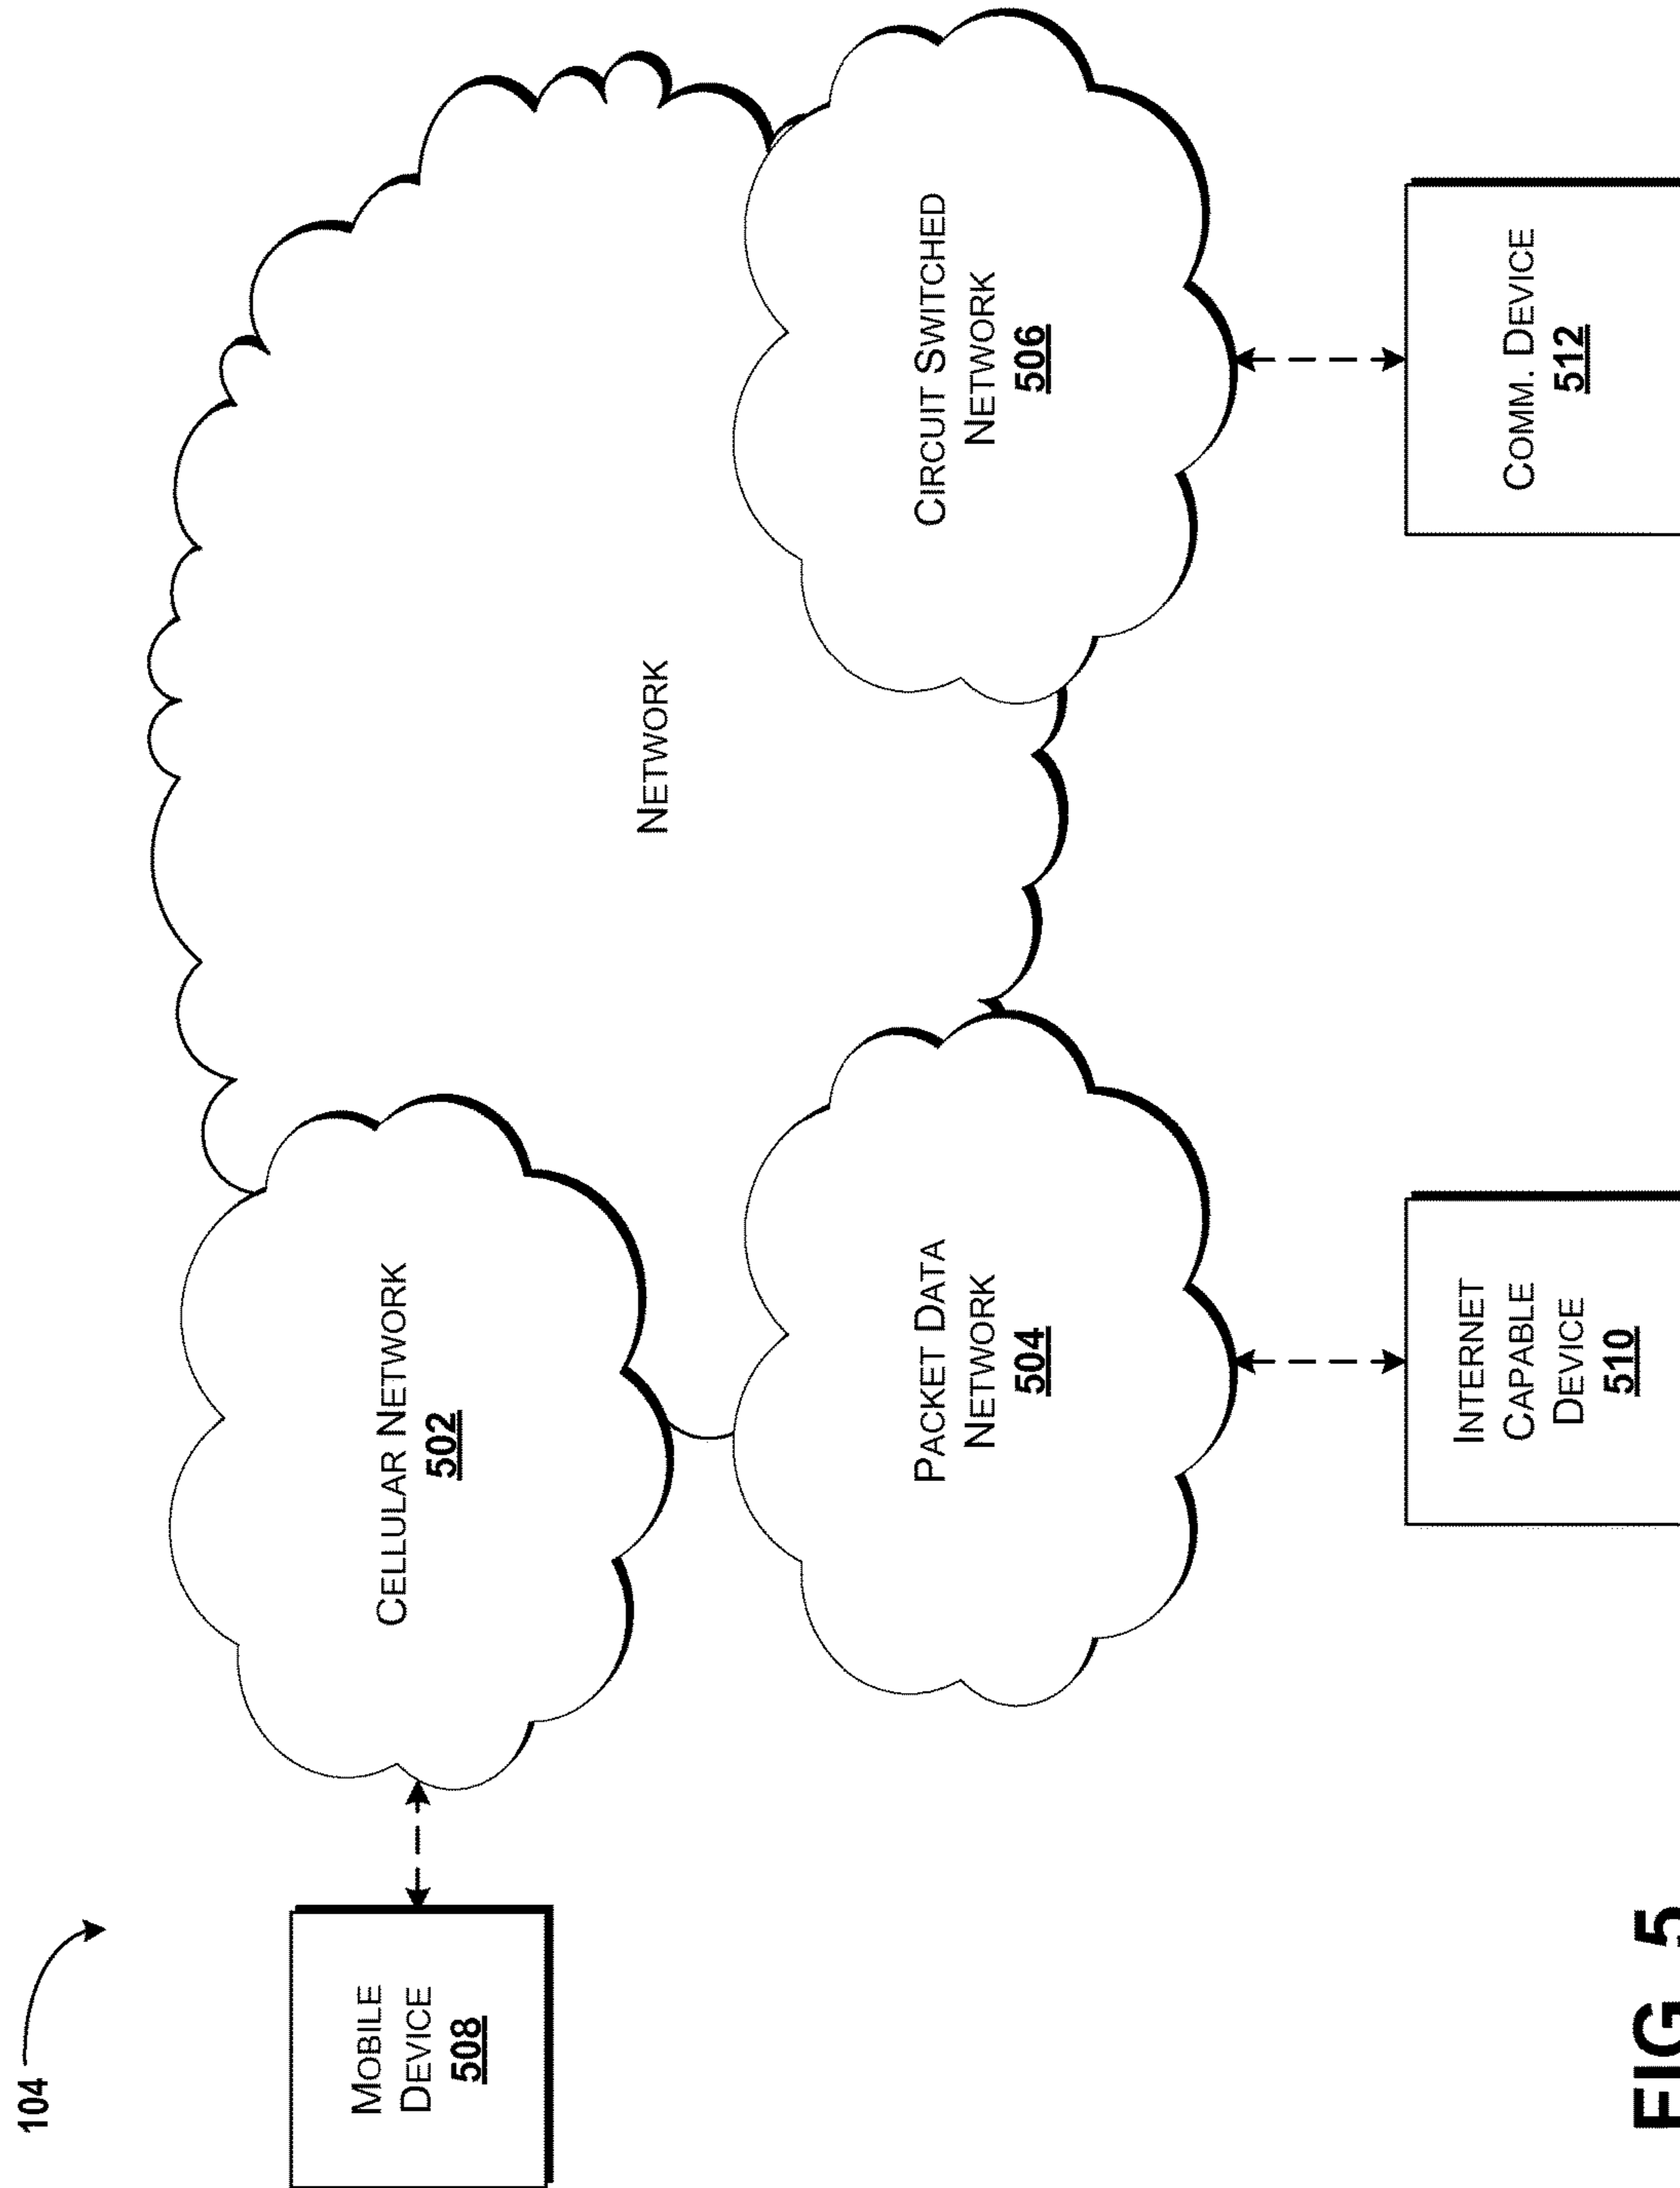 104
MOBILE
DEVICE
508
CELLULAR NETWORK
502
NETWORK
PACKET DATA
NETWORK
504
CIRCUIT SWITCHED
NETWORK
506
INTERNET
CAPABLE
DEVICE
510
COMM. DEVICE
512
FIG. 5